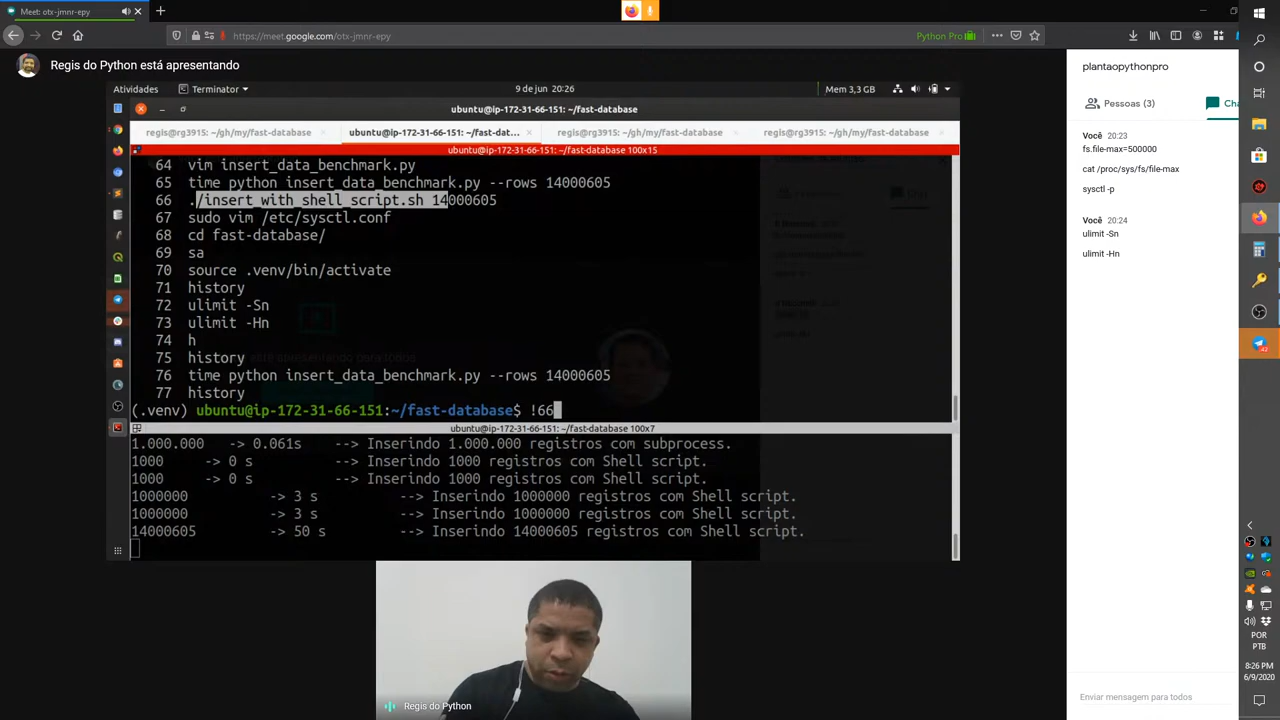 Meet: otx-jmnr-epy
https://meet.google.com/otx-jmnr-epy
Python Pro
Regis do Python está apresentando
Atividades
Terminator
9 de jun 20:26
Mem 3,3 GB
ubuntu@ip-172-31-66-151: ~/fast-database
regis@rg3915: ~/gh/my/fast-database
ubuntu@ip-172-31-66-151: ~/fast-dat...
regis@rg3915: ~/gh/my/fast-database
regis@rg3915: ~/gh/my/fast-database
ubuntu@ip-172-31-66-151: ~/fast-database 100x15
64 vim insert_data_benchmark.py
65 time python insert_data_benchmark.py --rows 14000605
66 ./insert_with_shell_script.sh 14000605
67 sudo vim /etc/sysctl.conf
68 cd fast-database/
69 sa
70 source .venv/bin/activate
71 history
72 ulimit -Sn
73 ulimit -Hn
74 h
75 history
76 time python insert_data_benchmark.py --rows 14000605
77 history
(.venv) ubuntu@ip-172-31-66-151:~/fast-database$ !66
ubuntu@ip-172-31-66-151: ~/fast-database 100x7
1.000.000 -> 0.061s --> Inserindo 1.000.000 registros com subprocess.
1000 -> 0 s --> Inserindo 1000 registros com Shell script.
1000 -> 0 s --> Inserindo 1000 registros com Shell script.
1000000 -> 3 s --> Inserindo 1000000 registros com Shell script.
1000000 -> 3 s --> Inserindo 1000000 registros com Shell script.
14000605 -> 50 s --> Inserindo 14000605 registros com Shell script.
Regis do Python
plantaopythonpro
Pessoas (3)
Cha
Você 20:23
fs.file-max=500000
cat /proc/sys/fs/file-max
sysctl -p
Você 20:24
ulimit -Sn
ulimit -Hn
Enviar mensagem para todos
POR
PTB
8:26 PM
6/9/2020